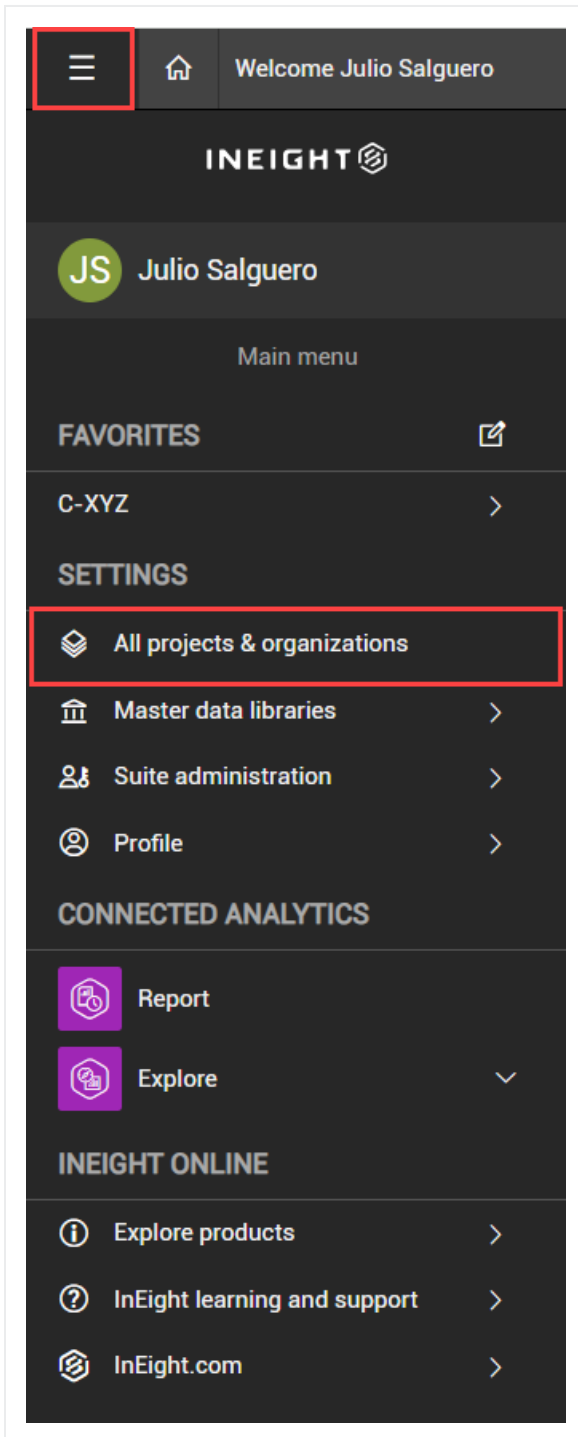 Welcome Julio Salguero
INEIGHT
JS Julio Salguero
Main menu
FAVORITES
C-XYZ
SETTINGS
All projects & organizations
Master data libraries
Suite administration
Profile
CONNECTED ANALYTICS
Report
Explore
INEIGHT ONLINE
Explore products
InEight learning and support
InEight.com